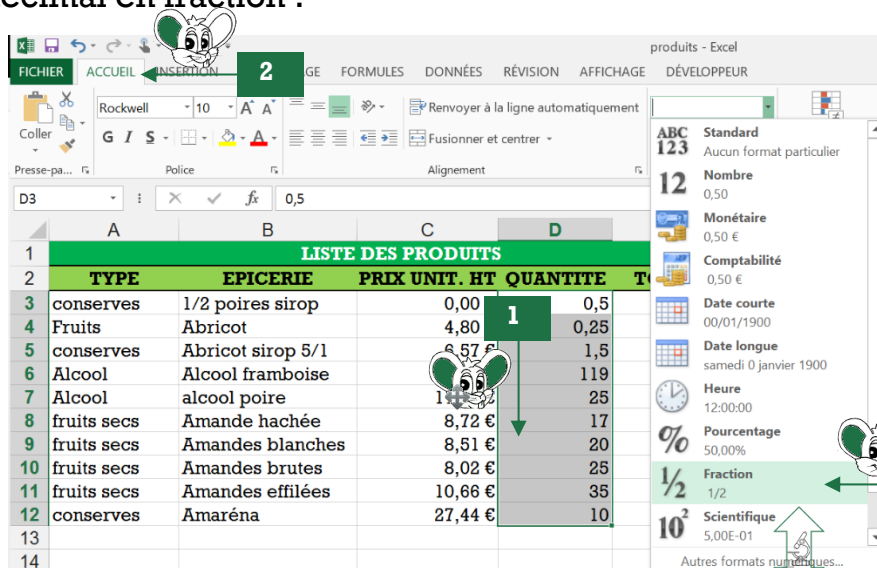 décimal en fraction :
produits - Excel
FICHIER ACCUEIL INSERTION 2 GE FORMULES DONNÉES RÉVISION AFFICHAGE DÉVELOPPEUR
Coller
Rockwell 10 A A
G I S A
Renvoyer à la ligne automatiquement
Fusionner et centrer
Presse-pa... Police Alignement
D3 fx 0,5
A B C D
1 LISTE DES PRODUITS
2 TYPE EPICERIE PRIX UNIT. HT QUANTITE
3 conserves 1/2 poires sirop 0,00 0,5
4 Fruits Abricot 4,80 0,25
5 conserves Abricot sirop 5/1 6,57 € 1,5
6 Alcool Alcool framboise 119
7 Alcool alcool poire 25
8 fruits secs Amande hachée 8,72 € 17
9 fruits secs Amandes blanches 8,51 € 20
10 fruits secs Amandes brutes 8,02 € 25
11 fruits secs Amandes effilées 10,66 € 35
12 conserves Amaréna 27,44 € 10
13
14
1
ABC 123 Standard
Aucun format particulier
12 Nombre
0,50
Monétaire
0,50 €
Comptabilité
0,50 €
Date courte
00/01/1900
Date longue
samedi 0 janvier 1900
Heure
12:00:00
% Pourcentage
50,00%
1/2 Fraction
1/2
10² Scientifique
5,00E-01
Autres formats numériques...